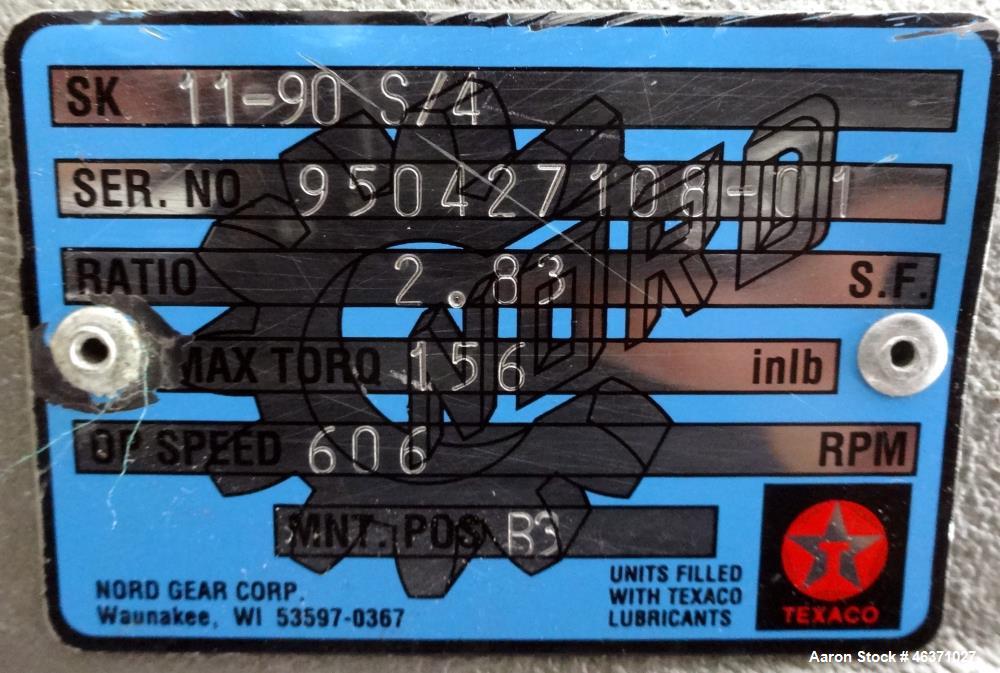 SK 11-90 S/4
SER. NO 950427108-01
RATIO 2.83 S.F.
MAX TORQ 156 inlb
OP SPEED 606 RPM
MNT. POS B3
NORD
NORD GEAR CORP.
Waunakee, WI 53597-0367
UNITS FILLED
WITH TEXACO
LUBRICANTS
T
TEXACO
Aaron Stock # 46371027